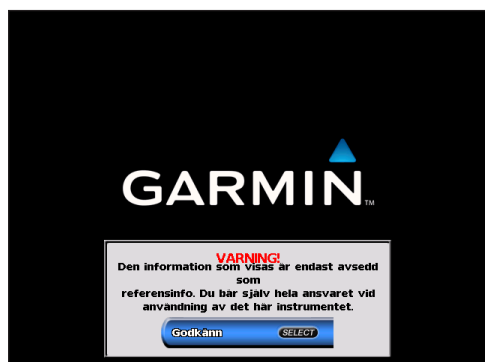 GARMIN™
VARNING!
Den information som visas är endast avsedd
som
referensinfo. Du bär själv hela ansvaret vid
användning av det här instrumentet.
Godkänn SELECT